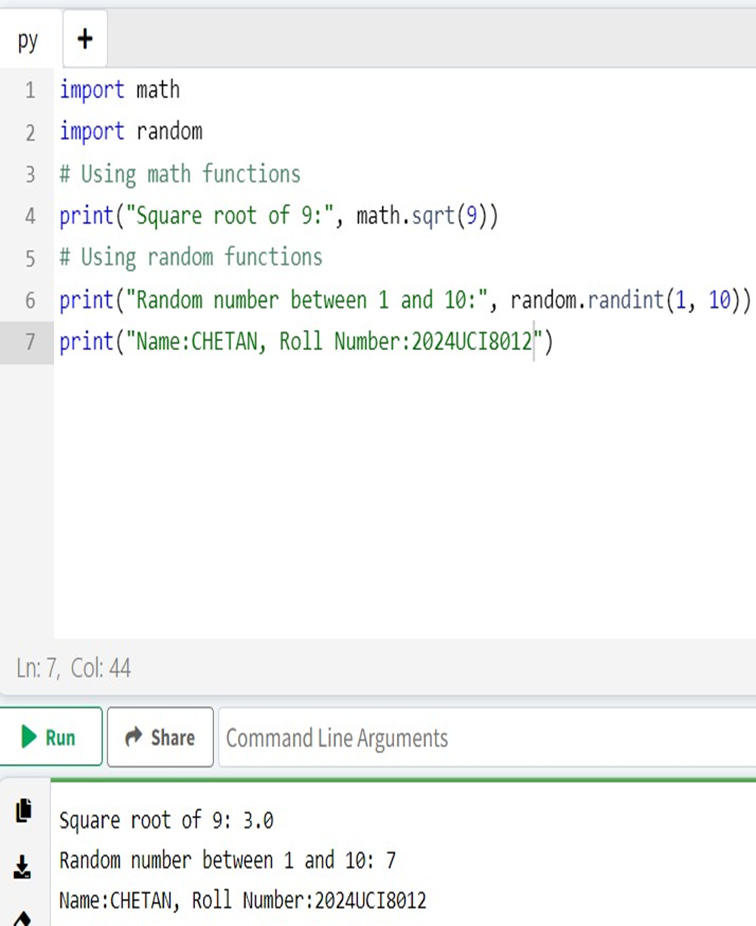 py +
1 import math
2 import random
3 # Using math functions
4 print("Square root of 9:", math.sqrt(9))
5 # Using random functions
6 print("Random number between 1 and 10:", random.randint(1, 10))
7 print("Name:CHETAN, Roll Number:2024UCI8012")
Ln: 7, Col: 44
Run Share Command Line Arguments
Square root of 9: 3.0
Random number between 1 and 10: 7
Name:CHETAN, Roll Number:2024UCI8012